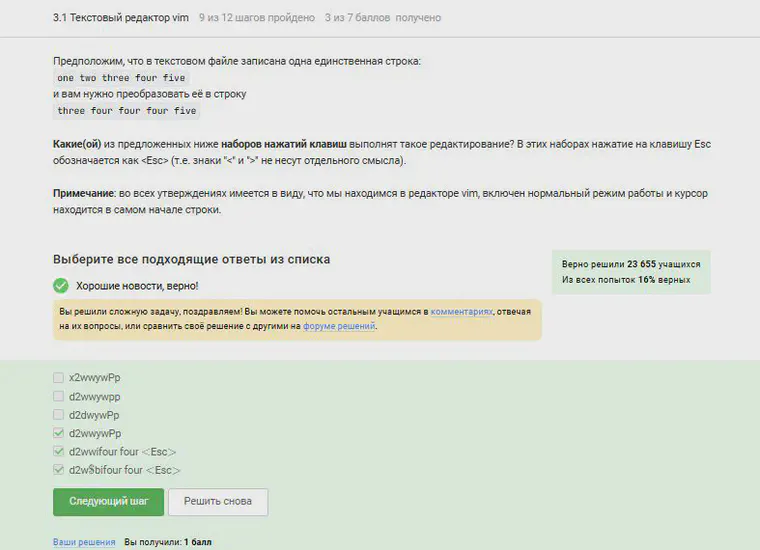 3.1 Текстовый редактор vim 9 из 12 шагов пройдено 3 из 7 баллов получено
Предположим, что в текстовом файле записана одна единственная строка:
one two three four five
и вам нужно преобразовать её в строку
three four four four five
Какие(ой) из предложенных ниже наборов нажатий клавиш выполнят такое редактирование? В этих наборах нажатие на клавишу Esc
обозначается как <Esc> (т.е. знаки "<" и ">" не несут отдельного смысла).
Примечание: во всех утверждениях имеется в виду, что мы находимся в редакторе vim, включен нормальный режим работы и курсор
находится в самом начале строки.
Выберите все подходящие ответы из списка
Верно решили 23 655 учащихся
Из всех попыток 16% верных
Хорошие новости, верно!
Вы решили сложную задачу, поздравляем! Вы можете помочь остальным учащимся в комментариях, отвечая
на их вопросы, или сравнить своё решение с другими на форуме решений.
x2wwywPp
d2wwywpp
d2dwywPp
d2wwywPp
d2wwifour four <Esc>
d2w$bifour four <Esc>
Следующий шаг Решить снова
Ваши решения Вы получили: 1 балл